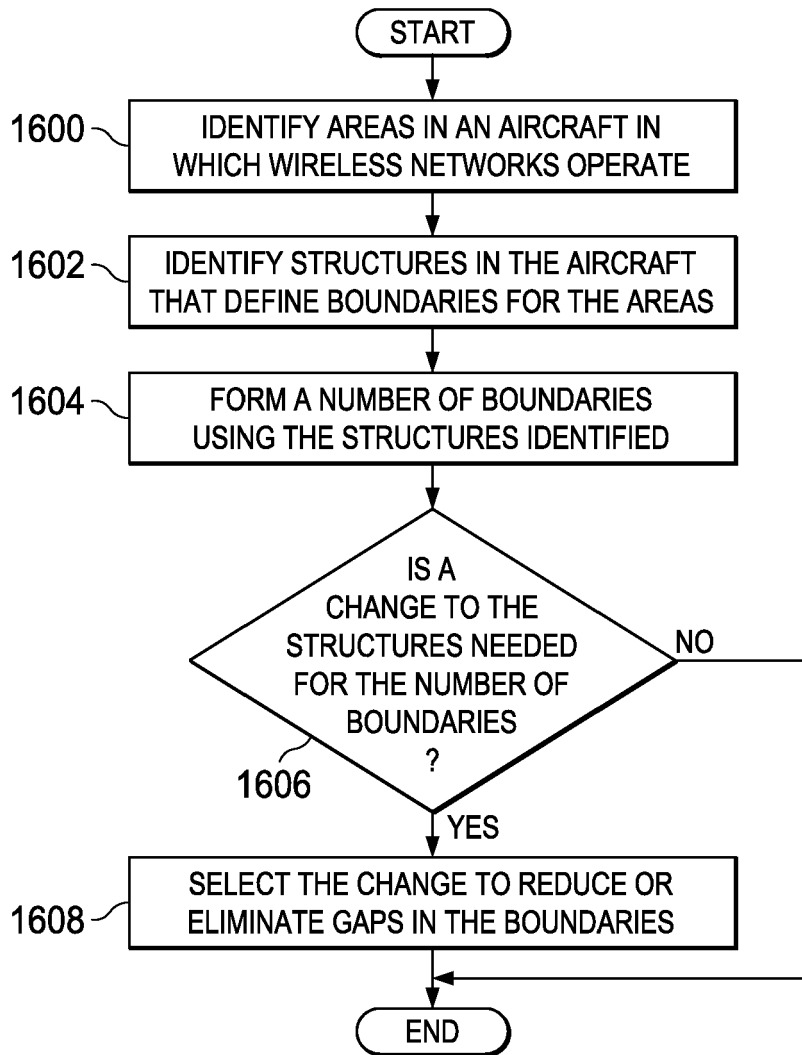 START
1600
IDENTIFY AREAS IN AN AIRCRAFT IN
WHICH WIRELESS NETWORKS OPERATE
1602
IDENTIFY STRUCTURES IN THE AIRCRAFT
THAT DEFINE BOUNDARIES FOR THE AREAS
1604
FORM A NUMBER OF BOUNDARIES
USING THE STRUCTURES IDENTIFIED
IS A
CHANGE TO THE
STRUCTURES NEEDED
FOR THE NUMBER OF
BOUNDARIES
?
NO
1606
YES
1608
SELECT THE CHANGE TO REDUCE OR
ELIMINATE GAPS IN THE BOUNDARIES
END